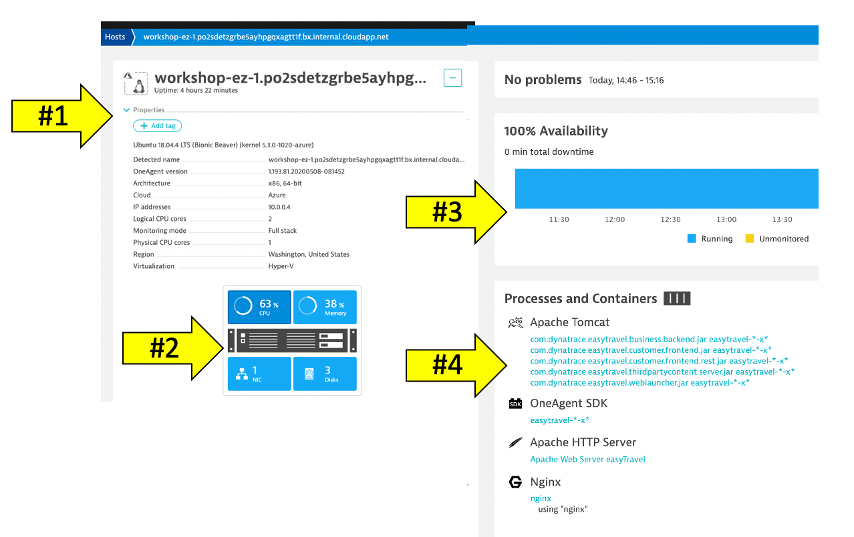 Hosts
workshop-ez-1.po2sdetzgrbe5ayhpgqxagtt1f.bx.internal.cloudapp.net
workshop-ez-1.po2sdetzgrbe5ayhpg...
...
Uptime: 4 hours 22 minutes
#1
Properties
+ Add tag
Ubuntu 18.04.4 LTS (Bionic Beaver) (kernel 5.3.0-1020-azure)
Detected name workshop-ez-1.po2sdetzgrbe5ayhpgqxagtt1f.bx.internal.clouda...
OneAgent version 1.193.81.20200508-081452
Architecture x86, 64-bit
Cloud Azure
IP addresses 10.0.0.4
Logical CPU cores 2
Monitoring mode Full stack
Physical CPU cores 1
Region Washington, United States
Virtualization Hyper-V
#2
63 % CPU
38 % Memory
1 NIC
3 Disks
No problems Today, 14:46 - 15:16
100% Availability
0 min total downtime
#3
11:30 12:00 12:30 13:00 13:30
Running Unmonitored
Processes and Containers
#4
Apache Tomcat
com.dynatrace.easytravel.business.backend.jar easytravel-*-x*
com.dynatrace.easytravel.customer.frontend.jar easytravel-*-x*
com.dynatrace.easytravel.customer.frontend.rest.jar easytravel-*-x*
com.dynatrace.easytravel.thirdpartycontent.server.jar easytravel-*-x*
com.dynatrace.easytravel.weblauncher.jar easytravel-*-x*
SDK
OneAgent SDK
easytravel-*-x*
Apache HTTP Server
Apache Web Server easyTravel
Nginx
nginx
using "nginx"